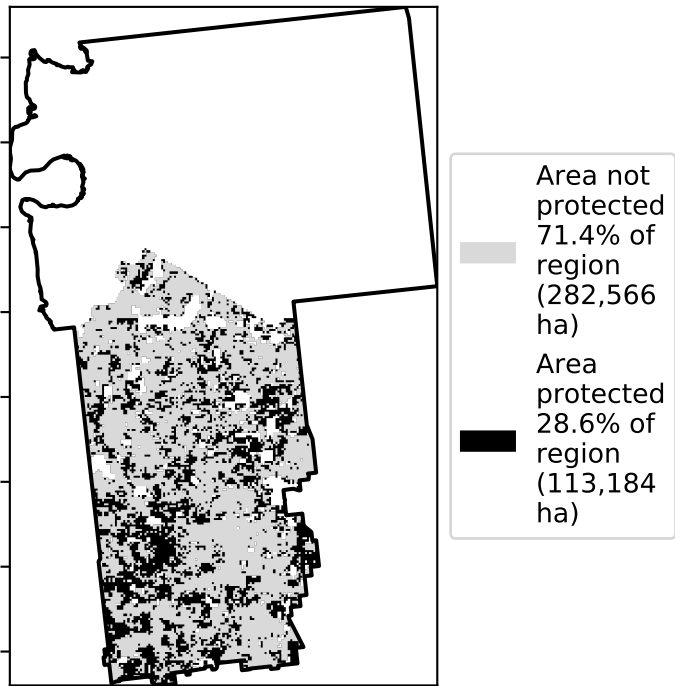 Area not
protected
71.4% of
region
(282,566
ha)
Area
protected
28.6% of
region
(113,184
ha)